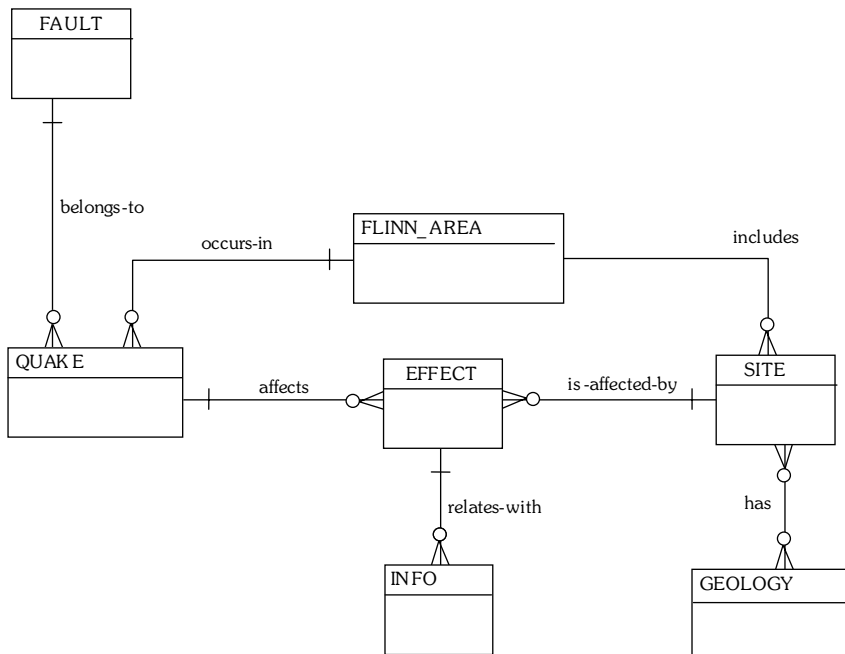 FAULT
belongs-to
FLINN_AREA
occurs-in
includes
QUAKE
affects
EFFECT
is-affected-by
SITE
relates-with
has
INFO
GEOLOGY